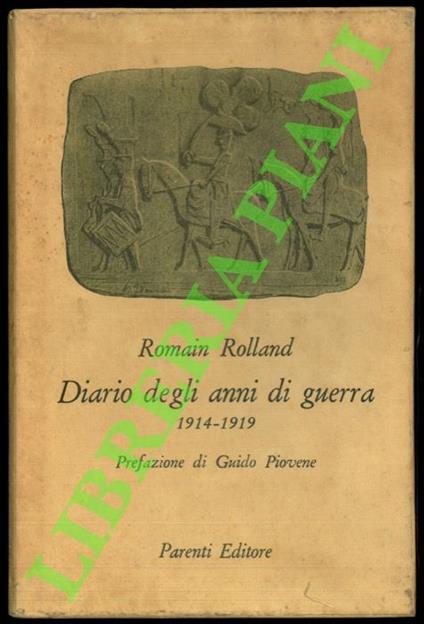 Romain Rolland
Diario degli anni di guerra
1914-1919
Prefazione di Guido Piovene
Parenti Editore
LIBRERIA PIANI